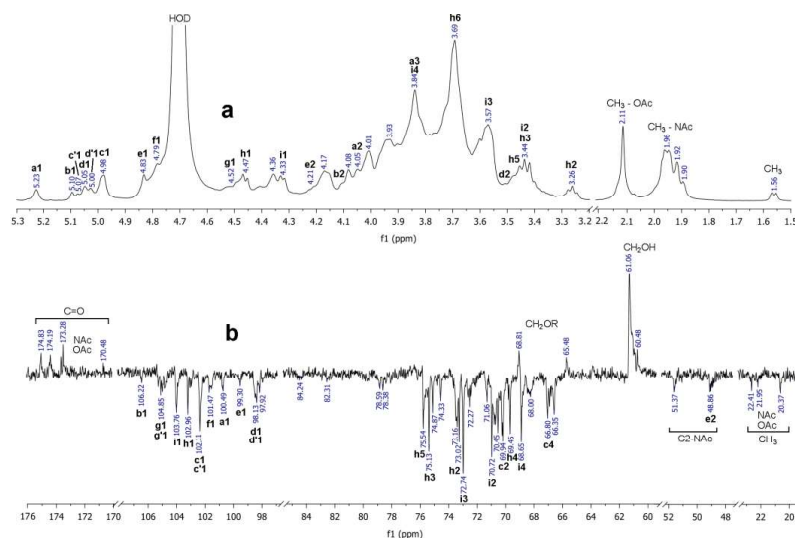 HOD
a
h6
3.69
a3
i4
3.84
CH₃ - OAc
2.11
CH₃ - NAc
1.92
1.90
CH₃
1.56
a1
5.23
c'1
b1
5.10
5.07
d'1
d1
5.05
5.00
c1
4.98
e1
4.83
f1
4.79
g1
4.52
h1
4.47
4.36
i1
4.33
e2
4.21
4.17
b2
4.08
a2
4.05
4.01
3.93
i3
3.57
d2
h5
i2
h3
3.44
h2
3.26
5.3 5.2 5.1 5.0 4.9 4.8 4.7 4.6 4.5 4.4 4.3 4.2 4.1 4.0 3.9 3.8 3.7 3.6 3.5 3.4 3.3 3.2 2.2 2.1 2.0 1.9 1.8 1.7 1.6 1.5
f1 (ppm)
b
C=O
174.83
174.19
173.28
NAc
OAc
170.48
CH₂OR
68.81
65.48
CH₂OH
61.06
60.48
106.22
b1
104.85
g1
g'1
103.76
i1
102.96
h1
102.1
c1
c'1
101.47
f1
100.49
a1
99.30
e1
98.13
97.92
d1
d'1
84.24
82.31
78.59
78.38
75.54
h5
75.13
h3
74.87
74.33
73.02
h2
72.74
i3
72.27
71.06
70.72
i2
70.45
69.94
c2
69.45
h4
68.65
i4
68.00
66.80
66.35
c4
51.37
48.86
e2
C2-NAc
22.41
21.95
20.37
NAc
OAc
CH₃
176 174 172 170 106 104 102 100 98 84 82 80 78 76 74 72 70 68 66 64 62 60 52 50 48 22 20
f1 (ppm)